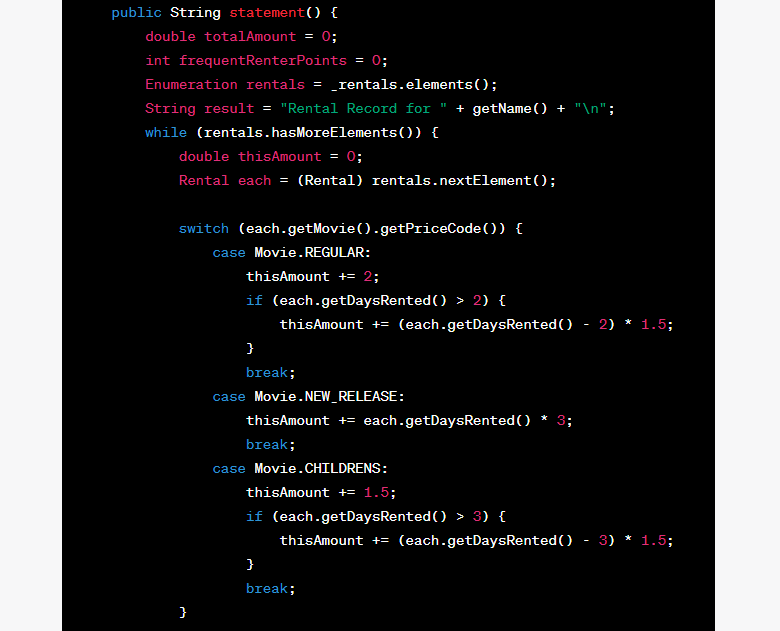 public String statement() {
double totalAmount = 0;
int frequentRenterPoints = 0;
Enumeration rentals = _rentals.elements();
String result = "Rental Record for " + getName() + "\n";
while (rentals.hasMoreElements()) {
double thisAmount = 0;
Rental each = (Rental) rentals.nextElement();
switch (each.getMovie().getPriceCode()) {
case Movie.REGULAR:
thisAmount += 2;
if (each.getDaysRented() > 2) {
thisAmount += (each.getDaysRented() - 2) * 1.5;
}
break;
case Movie.NEW_RELEASE:
thisAmount += each.getDaysRented() * 3;
break;
case Movie.CHILDRENS:
thisAmount += 1.5;
if (each.getDaysRented() > 3) {
thisAmount += (each.getDaysRented() - 3) * 1.5;
}
break;
}